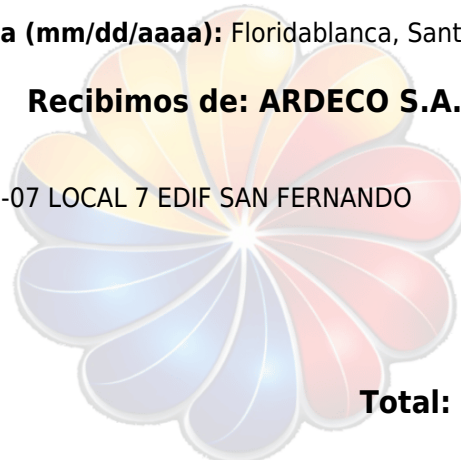 a (mm/dd/aaaa): Floridablanca, Sant
Recibimos de: ARDECO S.A.
-07 LOCAL 7 EDIF SAN FERNANDO
Total: